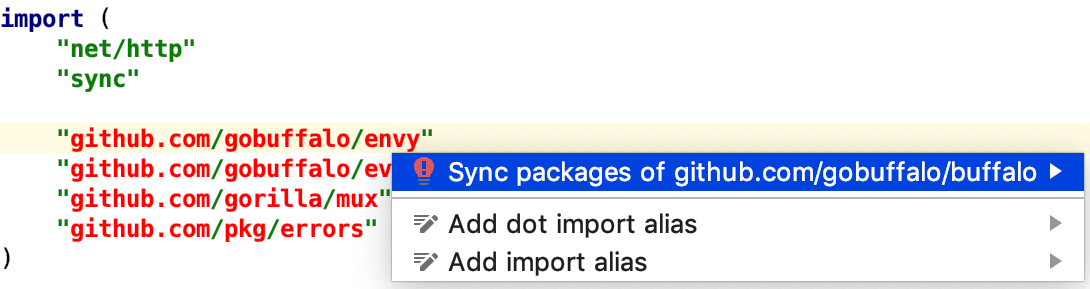 import (
"net/http"
"sync"
"github.com/gobuffalo/envy"
"github.com/gobuffalo/ev
"github.com/gorilla/mux"
"github.com/pkg/errors"
)
Sync packages of github.com/gobuffalo/buffalo
Add dot import alias
Add import alias